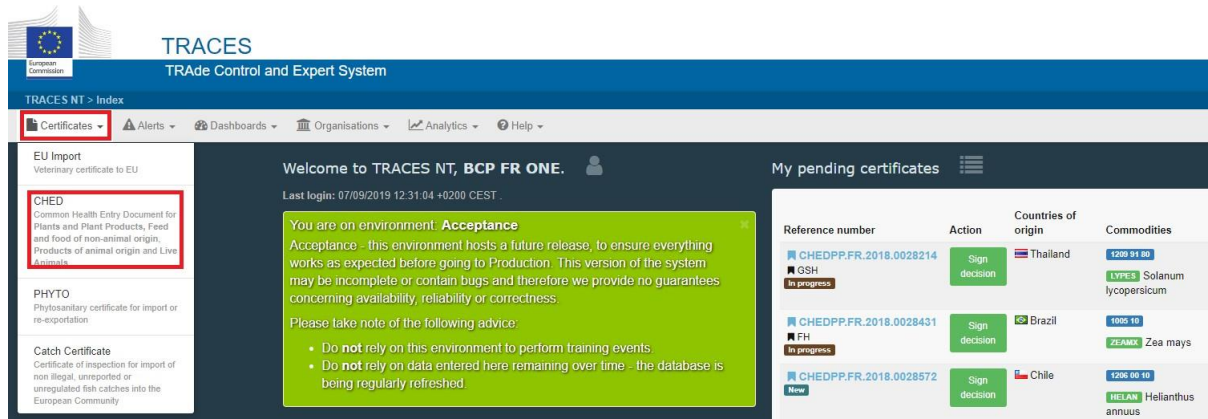 European
Commission
TRACES
TRAde Control and Expert System
TRACES NT > Index
Certificates
Alerts
Dashboards
Organisations
Analytics
Help
EU Import
Veterinary certificate to EU
CHED
Common Health Entry Document for
Plants and Plant Products, Feed
and food of non-animal origin,
Products of animal origin and Live
Animals
PHYTO
Phytosanitary certificate for import or
re-exportation
Catch Certificate
Certificate of inspection for import of
non illegal, unreported or
unregulated fish catches into the
European Community
Welcome to TRACES NT, BCP FR ONE.
Last login: 07/09/2019 12:31:04 +0200 CEST .
You are on environment: Acceptance
Acceptance - this environment hosts a future release, to ensure everything
works as expected before going to Production. This version of the system
may be incomplete or contain bugs and therefore we provide no guarantees
concerning availability, reliability or correctness.
Please take note of the following advice:
• Do not rely on this environment to perform training events.
• Do not rely on data entered here remaining over time - the database is
being regularly refreshed.
My pending certificates
Reference number
Action
Countries of
origin
Commodities
CHEDPP.FR.2018.0028214
GSH
In progress
Sign
decision
Thailand
1209 91 80
LYPES Solanum
lycopersicum
CHEDPP.FR.2018.0028431
FH
In progress
Sign
decision
Brazil
1005 10
ZEAMX Zea mays
CHEDPP.FR.2018.0028572
New
Sign
decision
Chile
1206 00 10
HELAN Helianthus
annuus